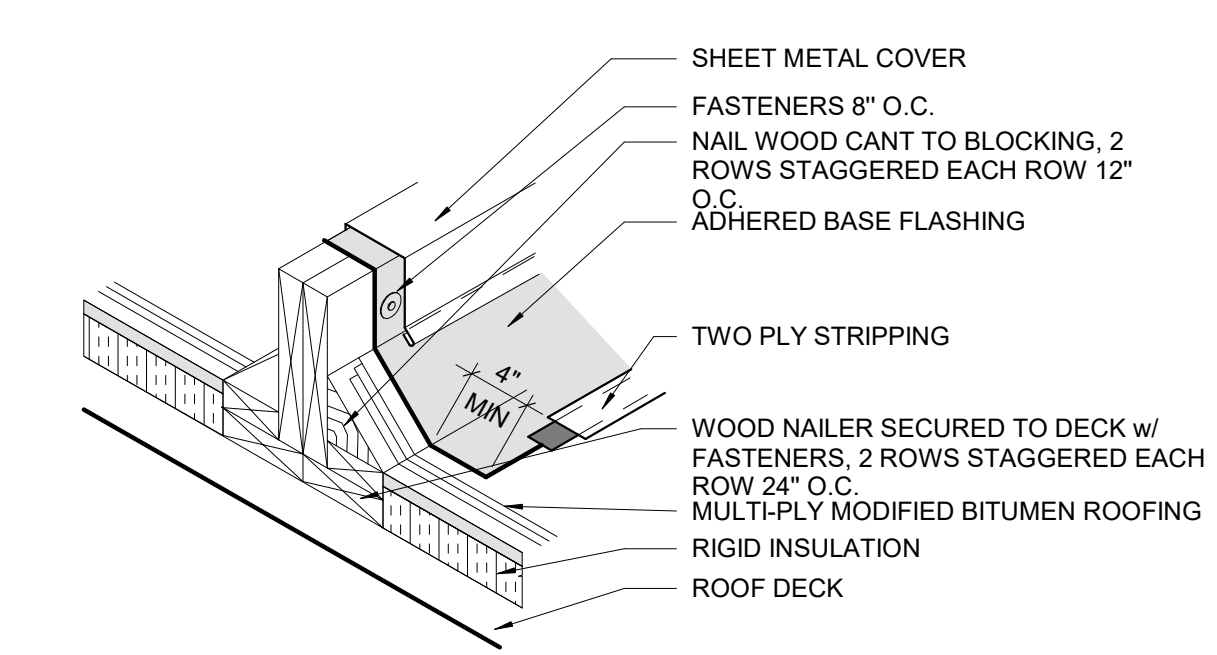 SHEET METAL COVER
FASTENERS 8" O.C.
NAIL WOOD CANT TO BLOCKING, 2
ROWS STAGGERED EACH ROW 12"
O.C.
ADHERED BASE FLASHING
TWO PLY STRIPPING
4"
MIN
WOOD NAILER SECURED TO DECK w/
FASTENERS, 2 ROWS STAGGERED EACH
ROW 24" O.C.
MULTI-PLY MODIFIED BITUMEN ROOFING
RIGID INSULATION
ROOF DECK